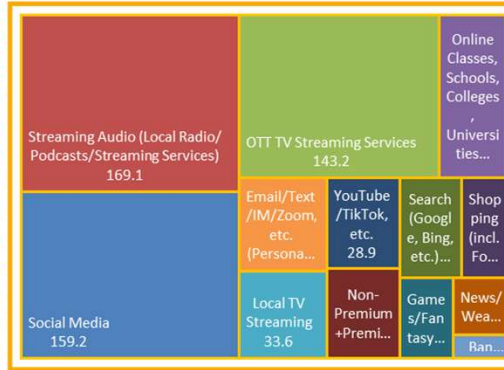 Streaming Audio (Local Radio/
Podcasts/Streaming Services)
169.1
Social Media
159.2
OTT TV Streaming Services
143.2
Online
Classes,
Schools,
Colleges
,
Universi
ties...
Email/Text
/IM/Zoom,
etc.
(Persona...
YouTube
/TikTok,
etc.
28.9
Search
(Googl
e, Bing,
etc.)...
Shop
ping
(incl.
Fo...
Local TV
Streaming
33.6
Non-
Premium
+Premi...
Game
s/Fan
tasy...
News/
Wea...
Ban...